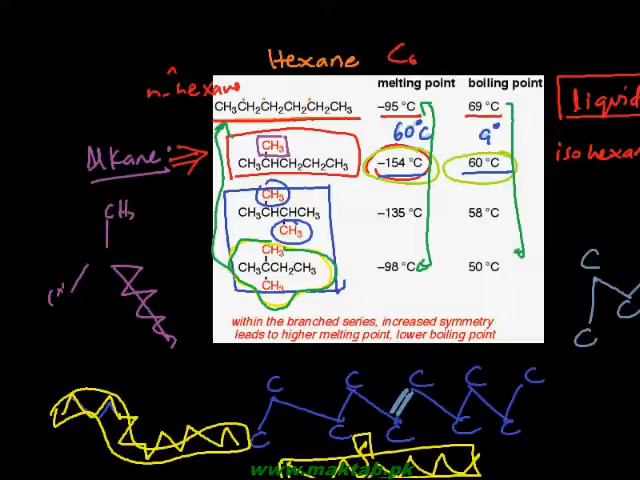 Hexane C6
n-hexane
melting point boiling point
CH3CH2CH2CH2CH2CH3 −95 °C 69 °C
liquid
60°C 9°
CH3
Alkane: CH3CHCH2CH2CH3 −154 °C 60 °C
isohexan
CH3
CH3 CH3CHCHCH3 −135 °C 58 °C
CH3
CH3
CH3CCH2CH3 −98 °C 50 °C
C
CH3
C C
within the branched series, increased symmetry
leads to higher melting point, lower boiling point
C C C C
C C C C C
www.maktab.pk